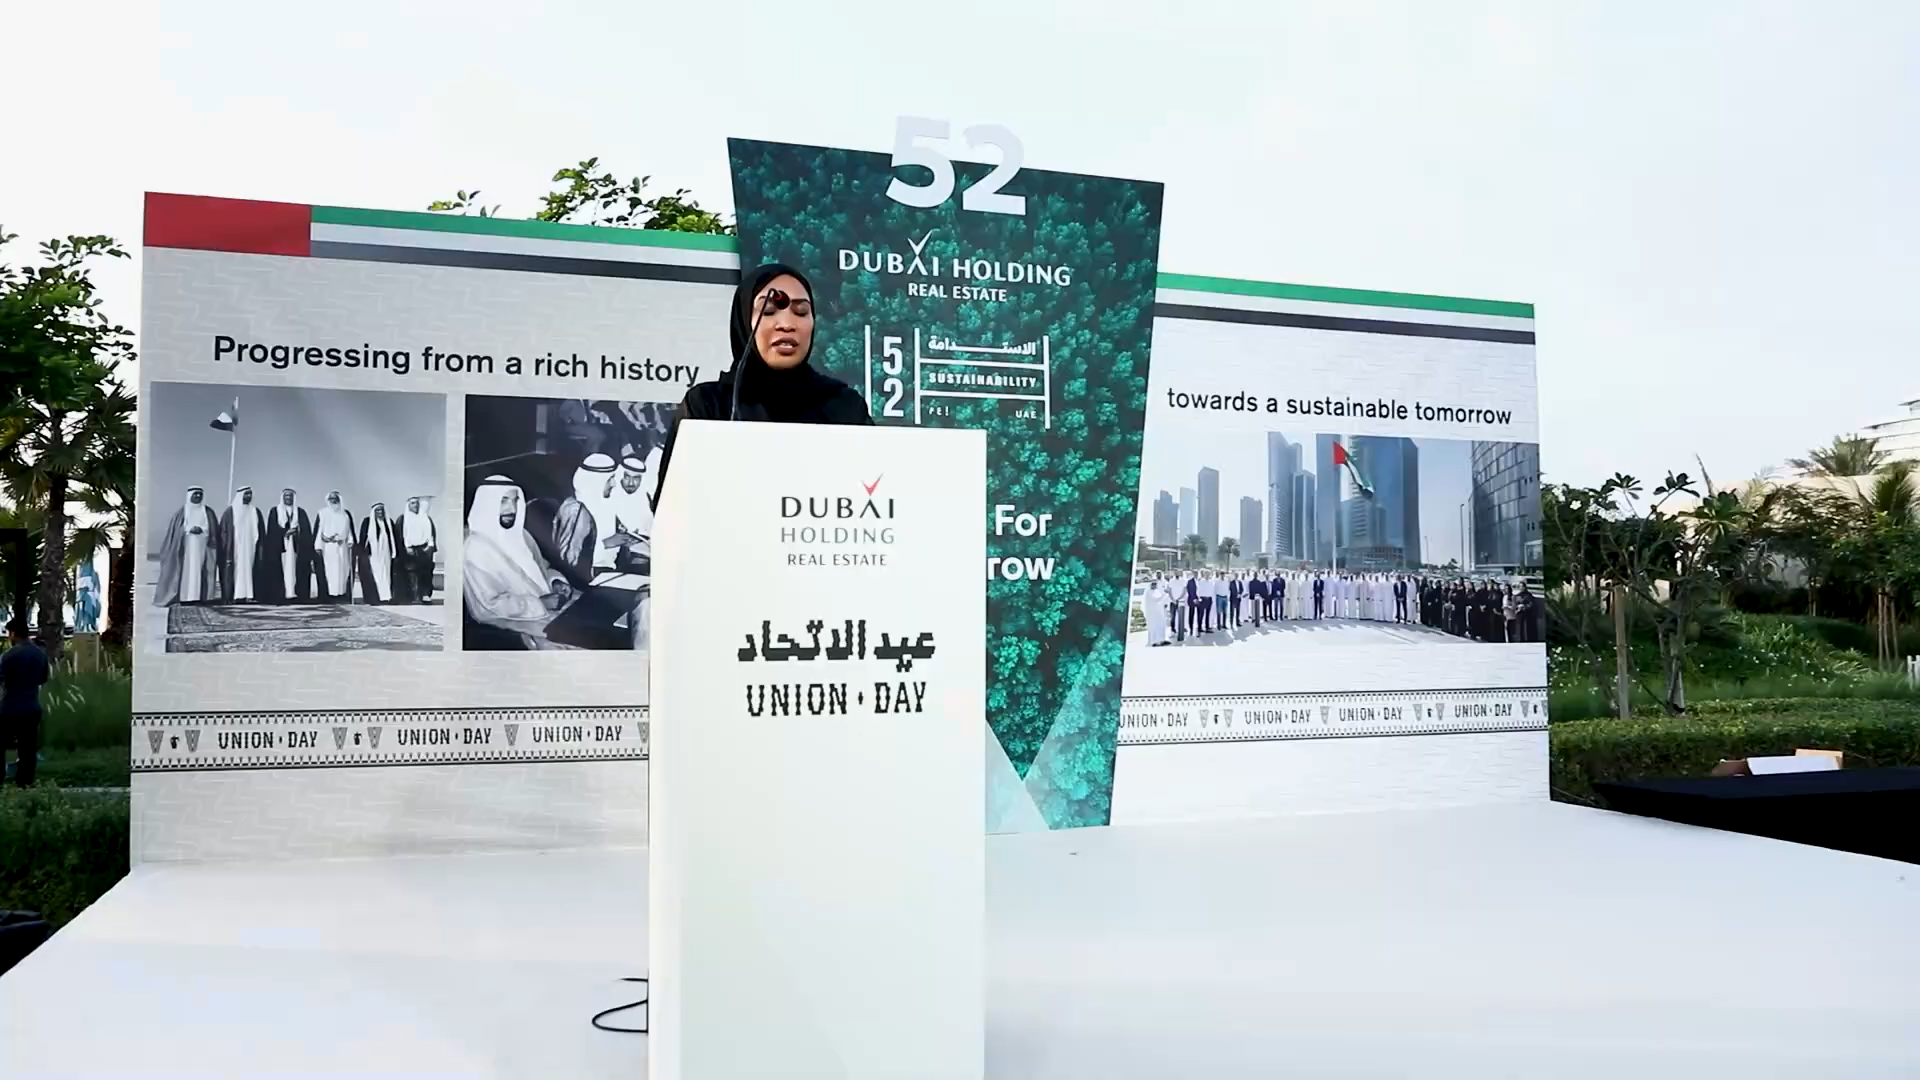 52
DUBAI HOLDING
REAL ESTATE
5
2
الاستدامة
SUSTAINABILITY
UAE
Progressing from a rich history
towards a sustainable tomorrow
For
row
DUBAI
HOLDING
REAL ESTATE
عيد الاتحاد
UNION · DAY
UNION · DAY
UNION · DAY
UNION · DAY
UNION · DAY
UNION · DAY
UNION · DAY
UNION · DAY